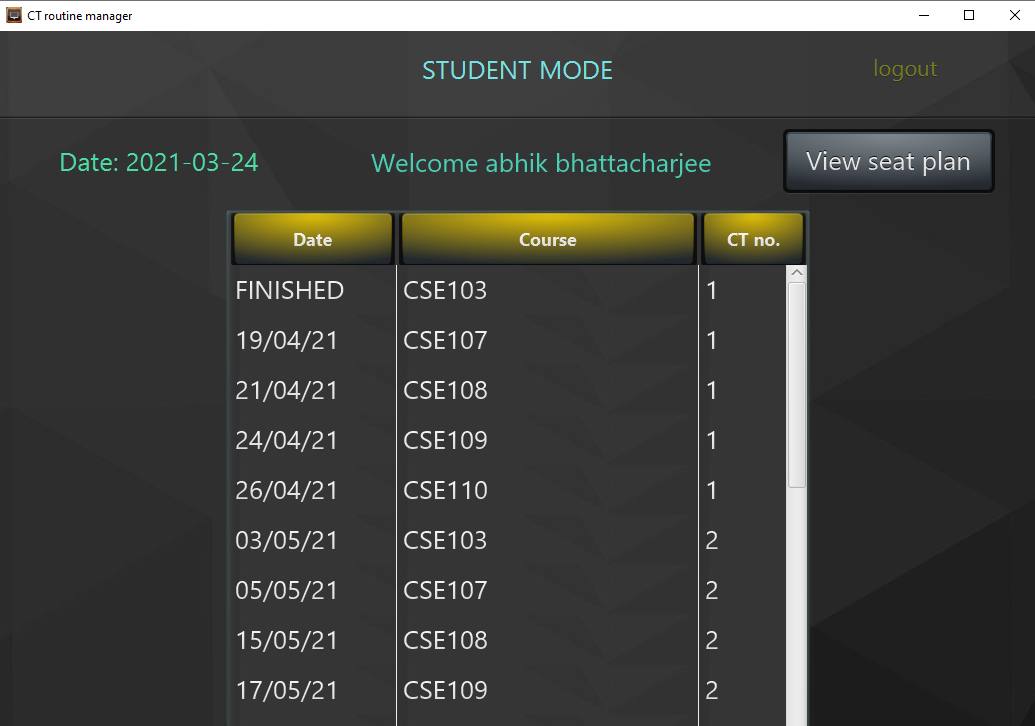 CT routine manager
STUDENT MODE
logout
Date: 2021-03-24
Welcome abhik bhattacharjee
View seat plan
Date Course CT no.
FINISHED CSE103 1
19/04/21 CSE107 1
21/04/21 CSE108 1
24/04/21 CSE109 1
26/04/21 CSE110 1
03/05/21 CSE103 2
05/05/21 CSE107 2
15/05/21 CSE108 2
17/05/21 CSE109 2